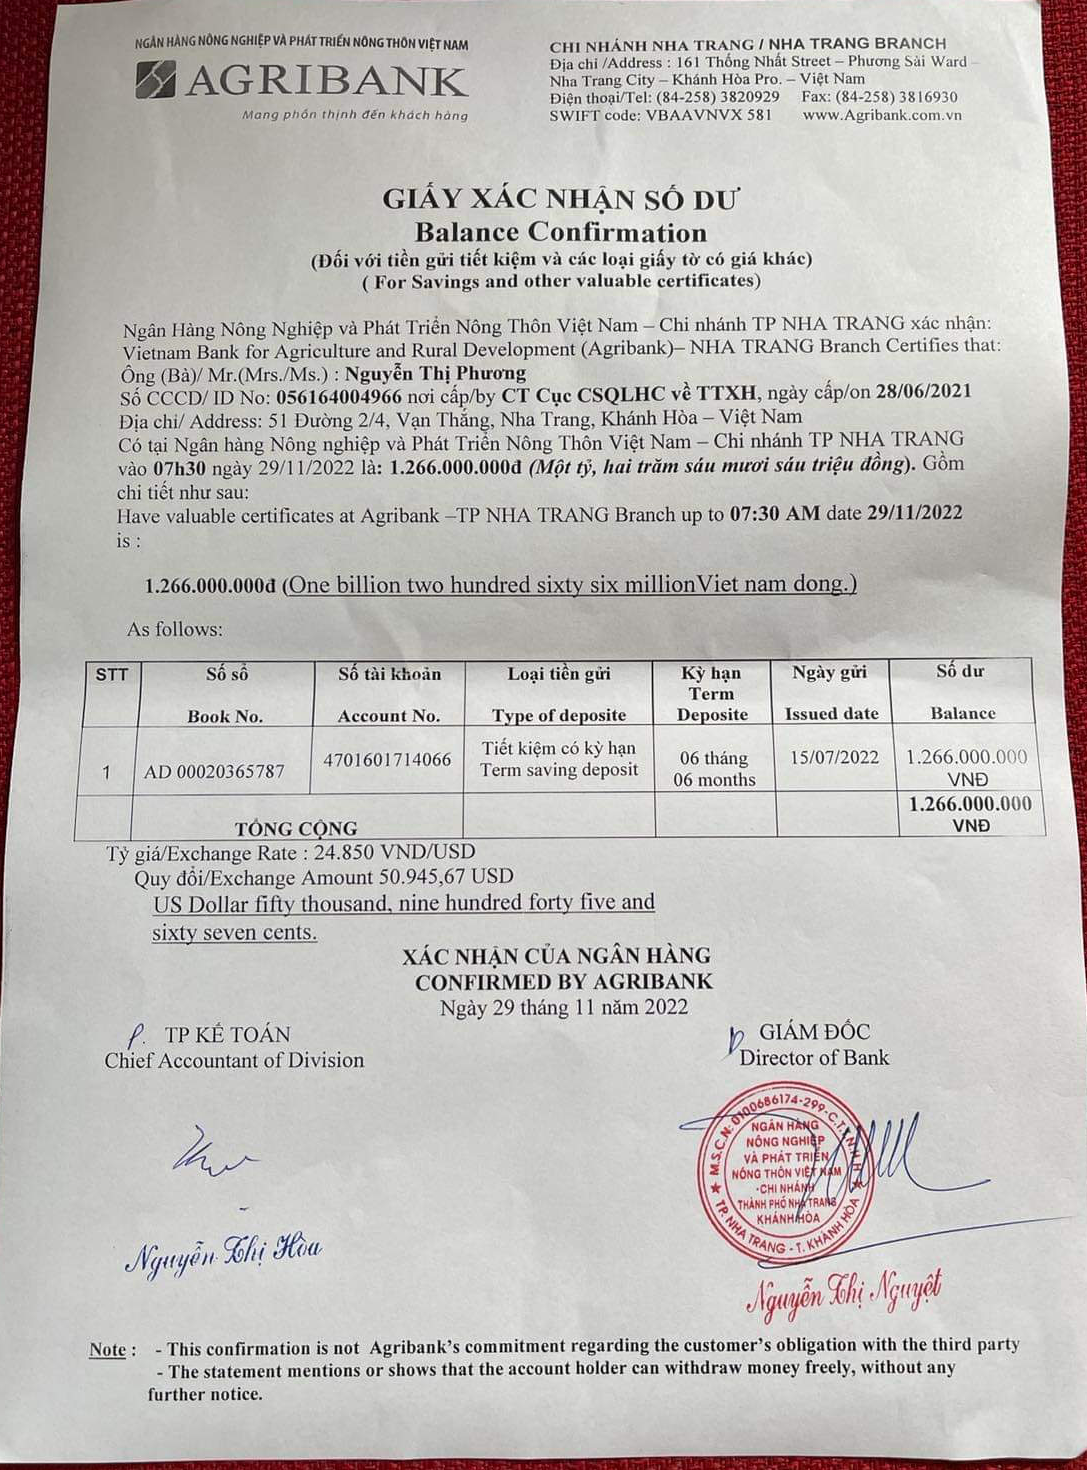 NGÂN HÀNG NÔNG NGHIỆP VÀ PHÁT TRIỂN NÔNG THÔN VIỆT NAM
AGRIBANK
Mang phồn thịnh đến khách hàng
CHI NHÁNH NHA TRANG / NHA TRANG BRANCH
Địa chỉ /Address : 161 Thống Nhất Street – Phương Sài Ward –
Nha Trang City – Khánh Hòa Pro. – Việt Nam
Điện thoại/Tel: (84-258) 3820929 Fax: (84-258) 3816930
SWIFT code: VBAAVNVX 581 www.Agribank.com.vn
GIẤY XÁC NHẬN SỐ DƯ
Balance Confirmation
(Đối với tiền gửi tiết kiệm và các loại giấy tờ có giá khác)
( For Savings and other valuable certificates)
Ngân Hàng Nông Nghiệp và Phát Triển Nông Thôn Việt Nam – Chi nhánh TP NHA TRANG xác nhận:
Vietnam Bank for Agriculture and Rural Development (Agribank)– NHA TRANG Branch Certifies that:
Ông (Bà)/ Mr.(Mrs./Ms.) : Nguyễn Thị Phương
Số CCCD/ ID No: 056164004966 nơi cấp/by CT Cục CSQLHC về TTXH, ngày cấp/on 28/06/2021
Địa chỉ/ Address: 51 Đường 2/4, Vạn Thắng, Nha Trang, Khánh Hòa – Việt Nam
Có tại Ngân hàng Nông nghiệp và Phát Triển Nông Thôn Việt Nam – Chi nhánh TP NHA TRANG
vào 07h30 ngày 29/11/2022 là: 1.266.000.000đ (Một tỷ, hai trăm sáu mươi sáu triệu đồng). Gồm
chi tiết như sau:
Have valuable certificates at Agribank –TP NHA TRANG Branch up to 07:30 AM date 29/11/2022
is :
1.266.000.000đ (One billion two hundred sixty six millionViet nam dong.)
As follows:
STT Số sổ Số tài khoản Loại tiền gửi Kỳ hạn Ngày gửi Số dư
Term
Book No. Account No. Type of deposite Deposite Issued date Balance
1 AD 00020365787 4701601714066 Tiết kiệm có kỳ hạn 06 tháng 15/07/2022 1.266.000.000
Term saving deposit 06 months VNĐ
TỔNG CỘNG 1.266.000.000
VNĐ
Tỷ giá/Exchange Rate : 24.850 VND/USD
Quy đổi/Exchange Amount 50.945,67 USD
US Dollar fifty thousand, nine hundred forty five and
sixty seven cents.
XÁC NHẬN CỦA NGÂN HÀNG
CONFIRMED BY AGRIBANK
Ngày 29 tháng 11 năm 2022
P. TP KẾ TOÁN
Chief Accountant of Division
GIÁM ĐỐC
Director of Bank
M.S.C.N: 0100686174-299-C.T.T.N.H.H
NGÂN HÀNG
NÔNG NGHIỆP
VÀ PHÁT TRIỂN
NÔNG THÔN VIỆT NAM
-CHI NHÁNH
THÀNH PHỐ NHA TRANG
KHÁNH HÒA
TP. NHA TRANG - T. KHÁNH HÒA
Nguyễn Thị Hòa
Nguyễn Thị Nguyệt
Note : - This confirmation is not Agribank's commitment regarding the customer's obligation with the third party
- The statement mentions or shows that the account holder can withdraw money freely, without any
further notice.